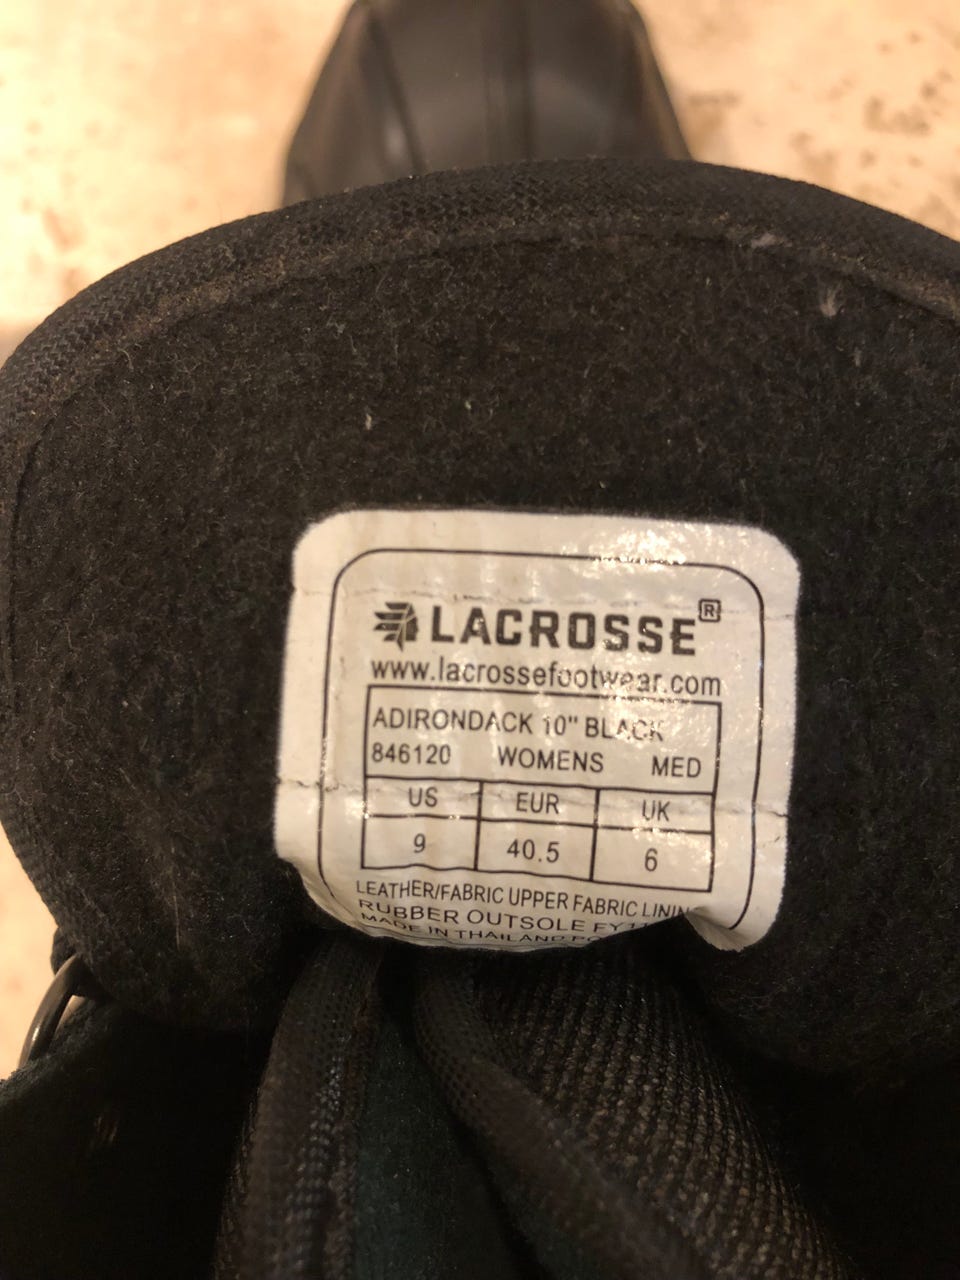 LACROSSE®
www.lacrossefootwear.com
ADIRONDACK 10" BLACK
846120 WOMENS MED
US EUR UK
9 40.5 6
LEATHER/FABRIC UPPER FABRIC LINING
RUBBER OUTSOLE
MADE IN THAILAND